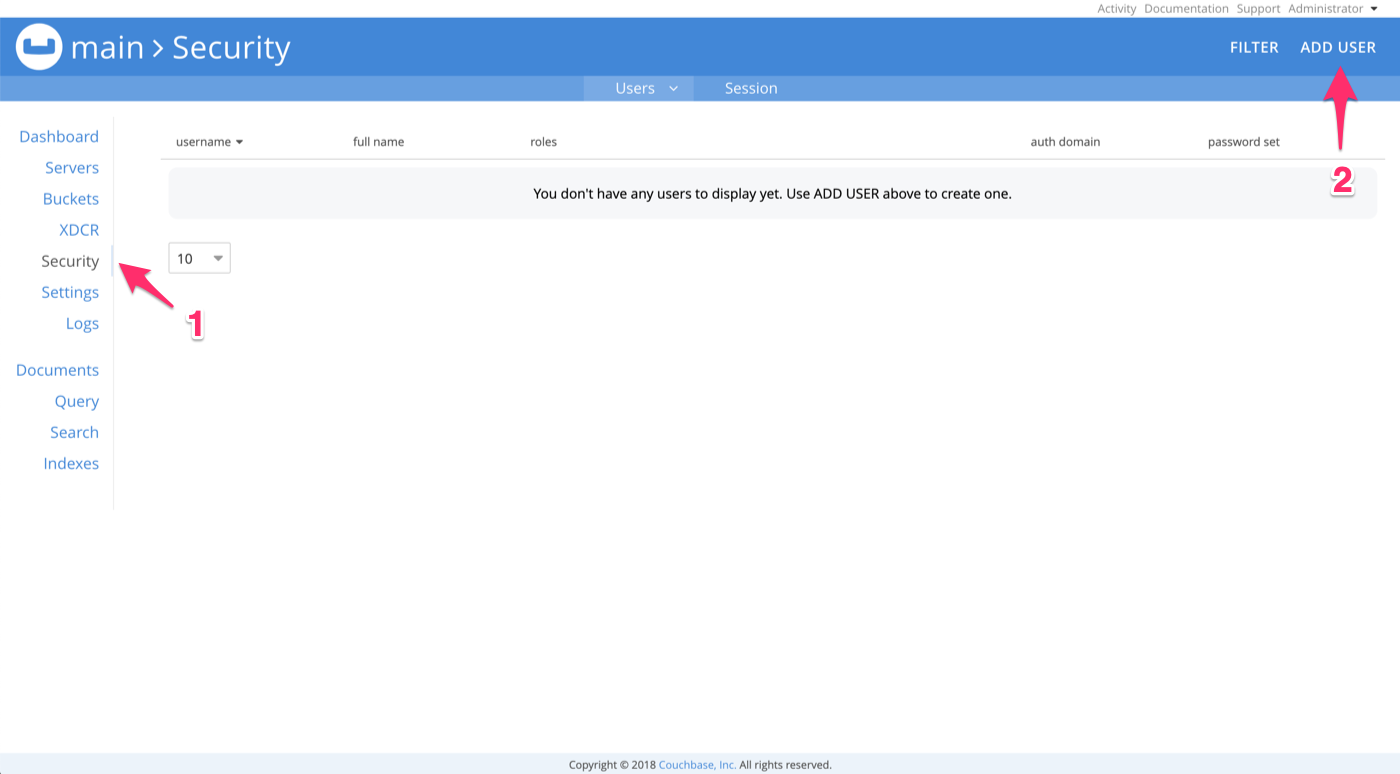 Activity Documentation Support Administrator
main > Security
FILTER ADD USER
Users Session
Dashboard
Servers
Buckets
XDCR
Security
Settings
Logs
Documents
Query
Search
Indexes
username full name roles auth domain password set
You don't have any users to display yet. Use ADD USER above to create one.
10
1
2
Copyright © 2018 Couchbase, Inc. All rights reserved.